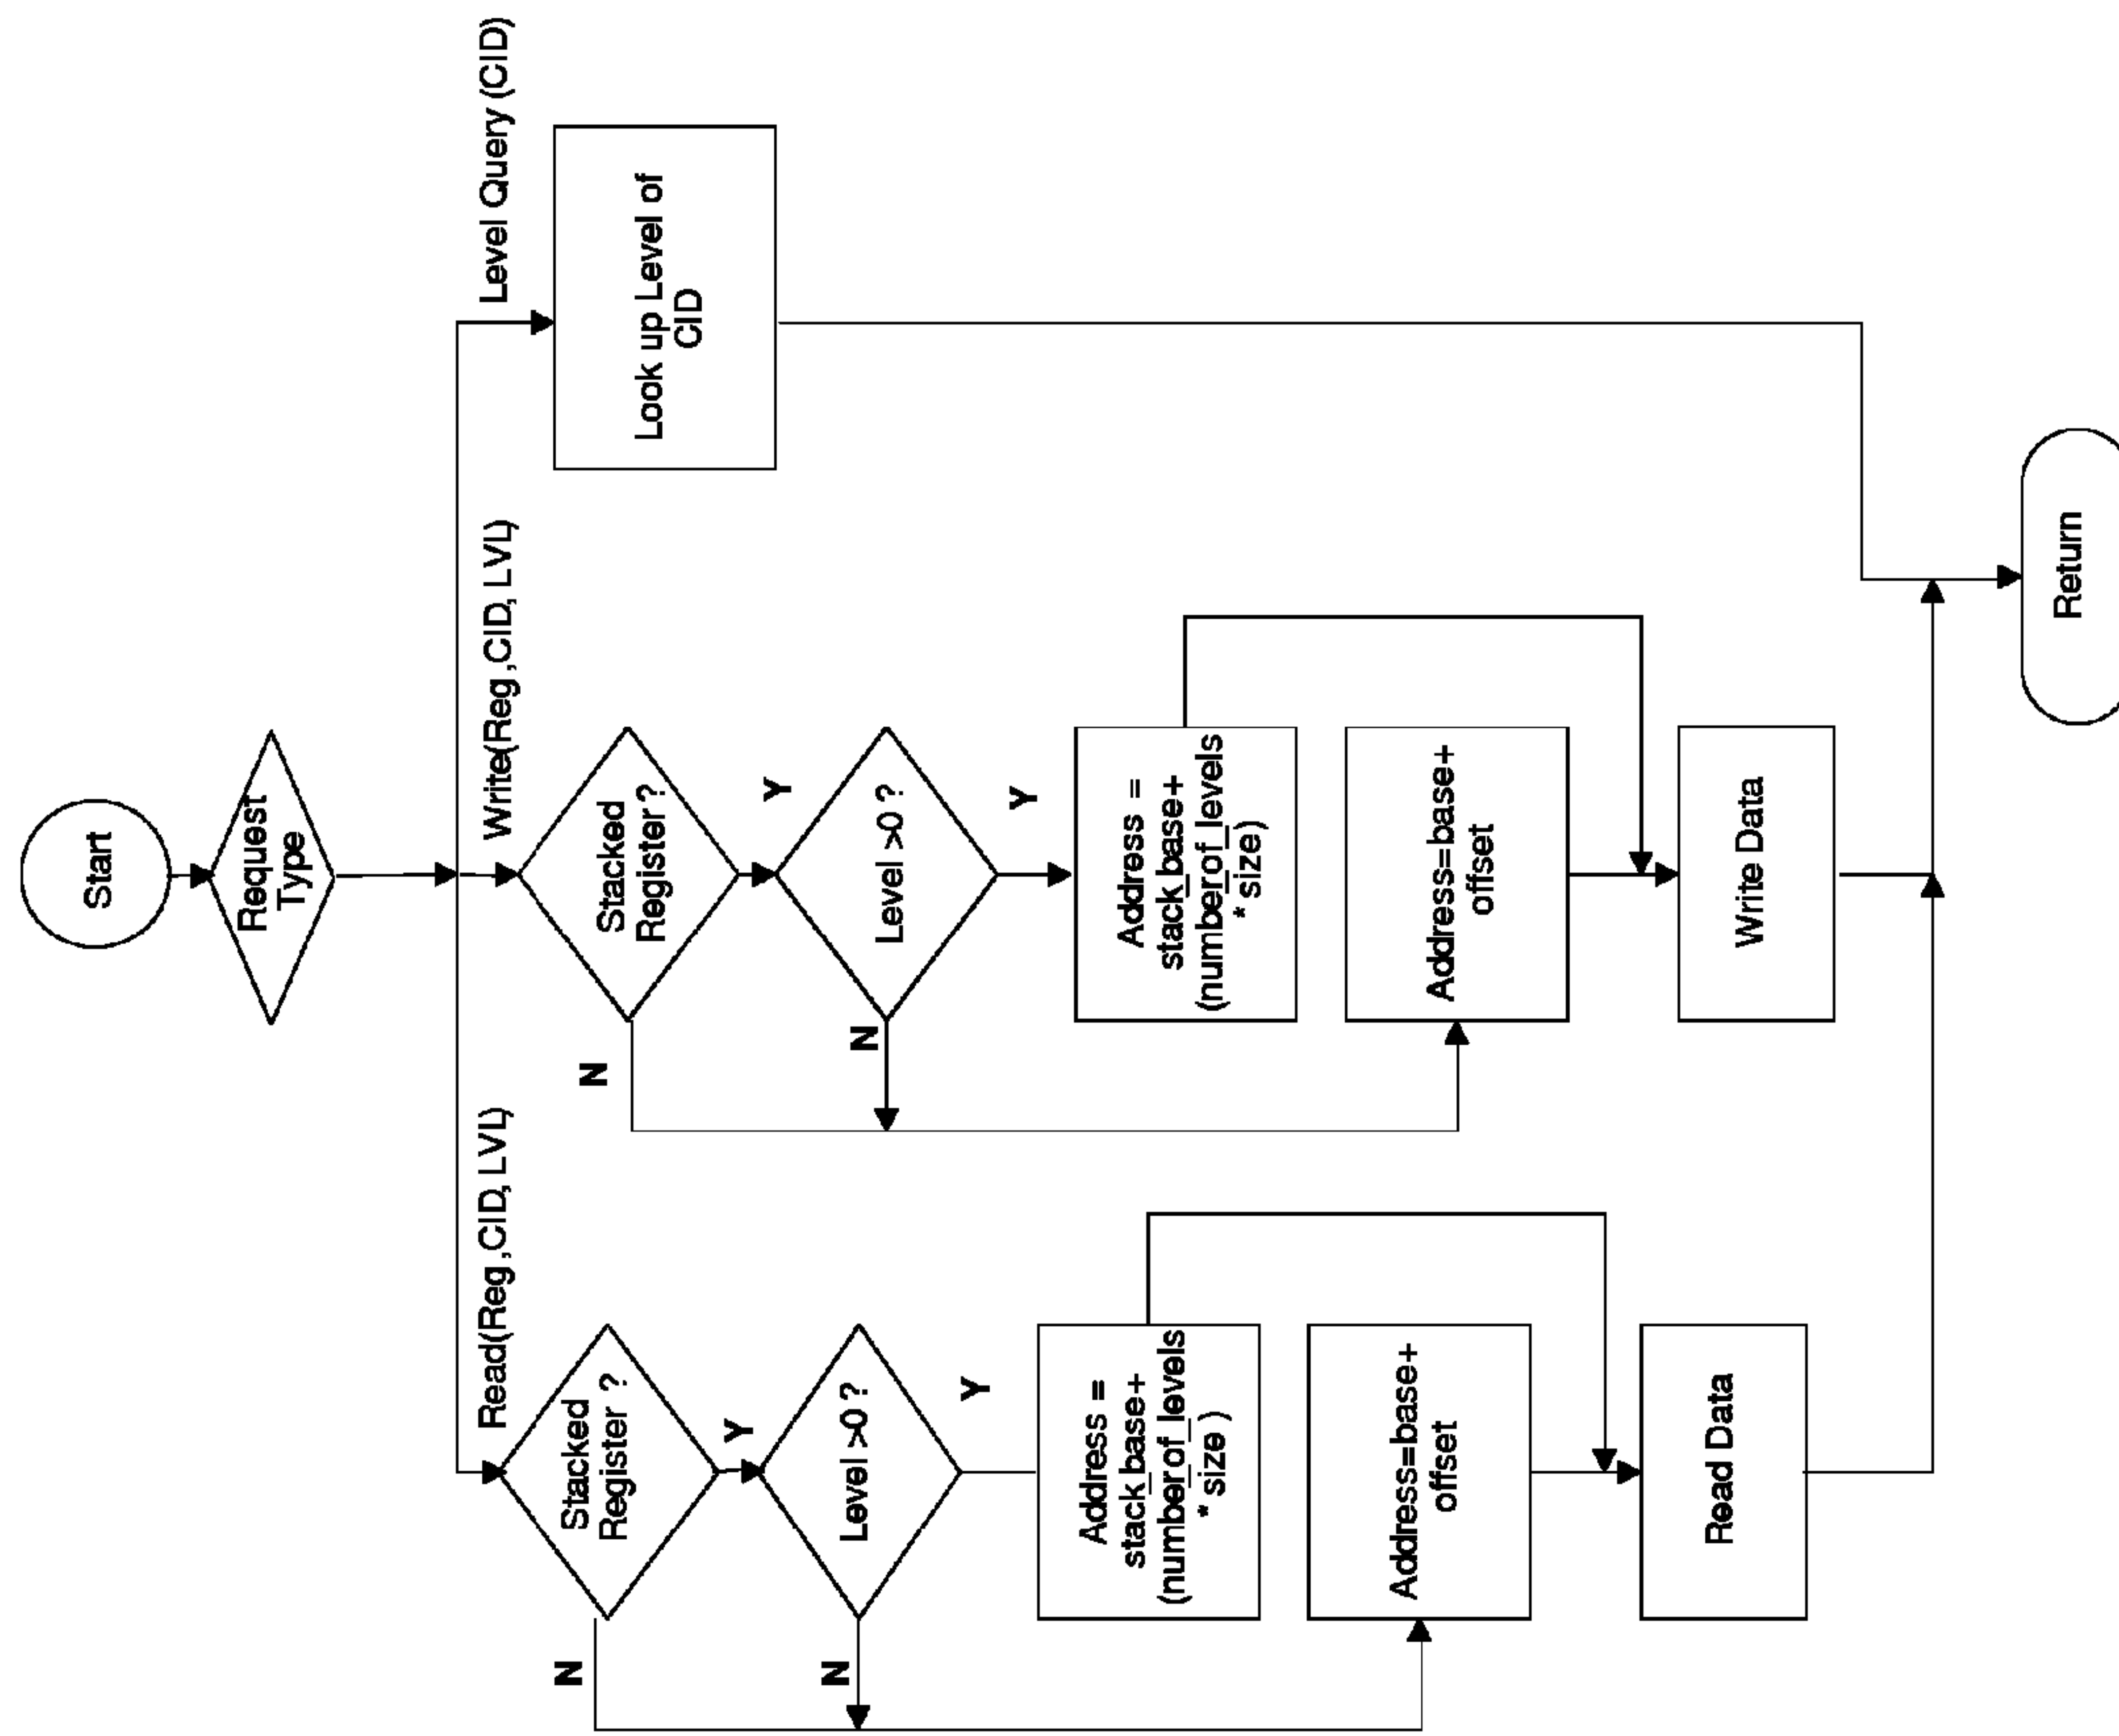 Start
Request
Type
Read(Reg,CID,LVL)
Write(Reg,CID,LVL)
Level Query (CID)
Stacked
Register ?
N
Y
Level >0 ?
N
Y
Address =
stack_base+
(number_of_levels
* size )
Address=base+
offset
Read Data
Stacked
Register ?
N
Y
Level >0 ?
N
Y
Address =
stack_base+
(number_of_levels
* size )
Address=base+
offset
Write Data
Look up Level of
CID
Return